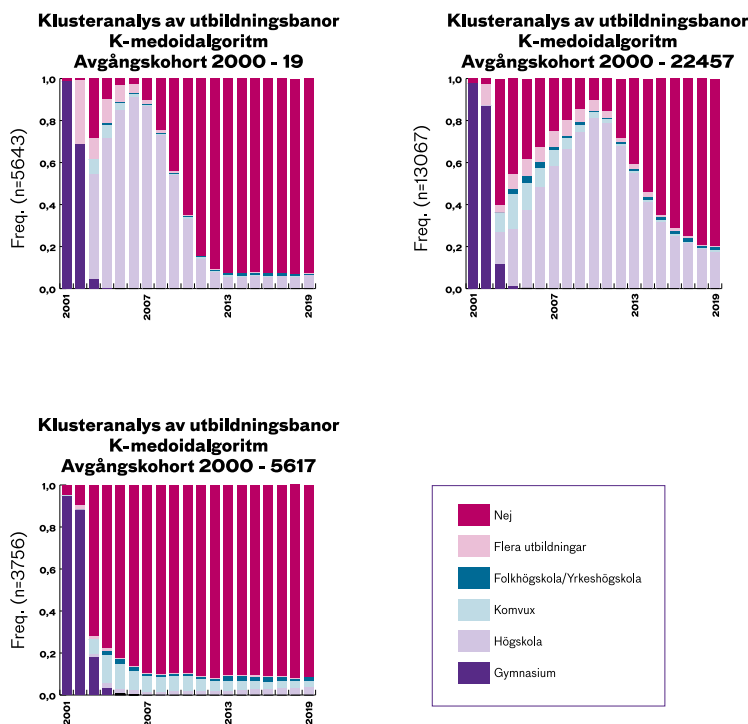 Klusteranalys av utbildningsbanor
K-medoidalgoritm
Avgångskohort 2000 - 19
Freq. (n=5643)
1,0
0,8
0,6
0,4
0,2
0,0
2001
2007
2013
2019
Klusteranalys av utbildningsbanor
K-medoidalgoritm
Avgångskohort 2000 - 22457
Freq. (n=13067)
1,0
0,8
0,6
0,4
0,2
0,0
2001
2007
2013
2019
Klusteranalys av utbildningsbanor
K-medoidalgoritm
Avgångskohort 2000 - 5617
Freq. (n=3756)
1,0
0,8
0,6
0,4
0,2
0,0
2001
2007
2013
2019
Nej
Flera utbildningar
Folkhögskola/Yrkeshögskola
Komvux
Högskola
Gymnasium